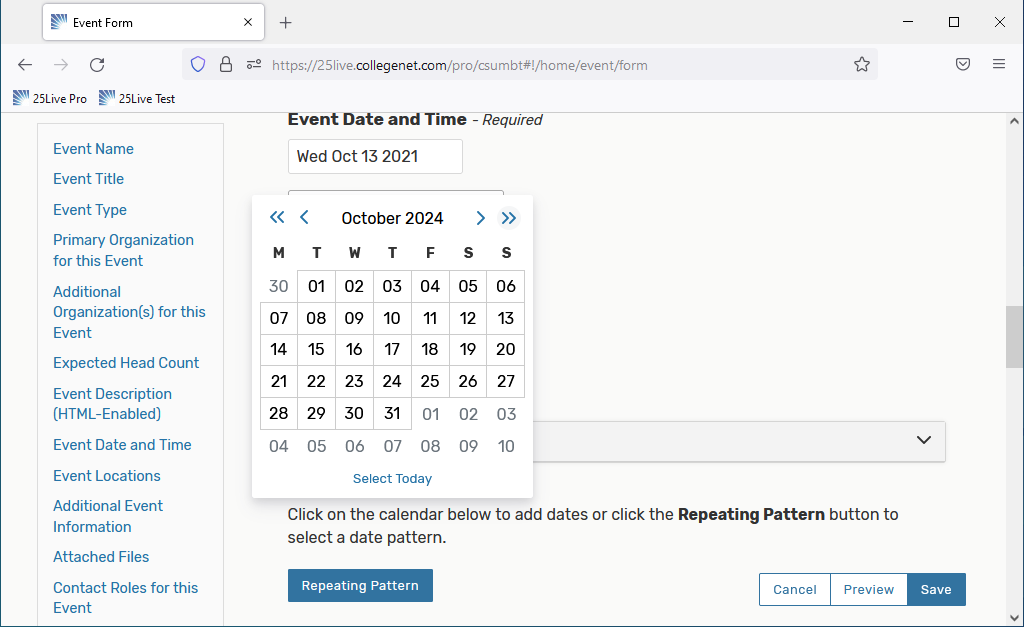 Event Form
https://25live.collegenet.com/pro/csumbt#!/home/event/form
25Live Pro 25Live Test
Event Name
Event Title
Event Type
Primary Organization
for this Event
Additional
Organization(s) for this
Event
Expected Head Count
Event Description
(HTML-Enabled)
Event Date and Time
Event Locations
Additional Event
Information
Attached Files
Contact Roles for this
Event
Event Date and Time - Required
Wed Oct 13 2021
October 2024
M T W T F S S
30 01 02 03 04 05 06
07 08 09 10 11 12 13
14 15 16 17 18 19 20
21 22 23 24 25 26 27
28 29 30 31 01 02 03
04 05 06 07 08 09 10
Select Today
Click on the calendar below to add dates or click the Repeating Pattern button to
select a date pattern.
Repeating Pattern
Cancel Preview Save